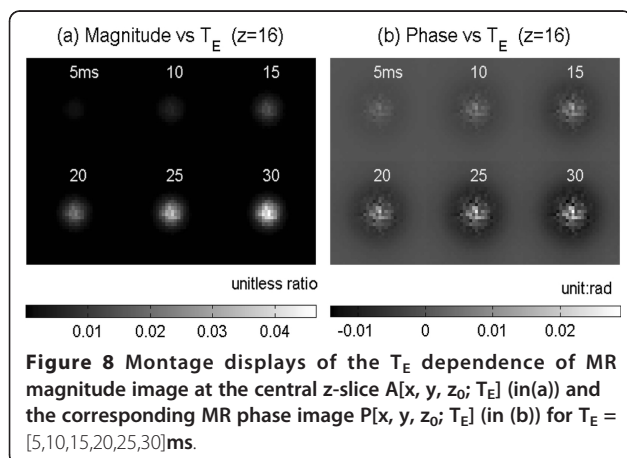 (a) Magnitude vs T_E (z=16)
(b) Phase vs T_E (z=16)
5ms 10 15
20 25 30
5ms 10 15
20 25 30
unitless ratio
0.01 0.02 0.03 0.04
unit:rad
-0.01 0 0.01 0.02
Figure 8 Montage displays of the T_E dependence of MR
magnitude image at the central z-slice A[x, y, z_0; T_E] (in(a)) and
the corresponding MR phase image P[x, y, z_0; T_E] (in (b)) for T_E =
[5,10,15,20,25,30]ms.